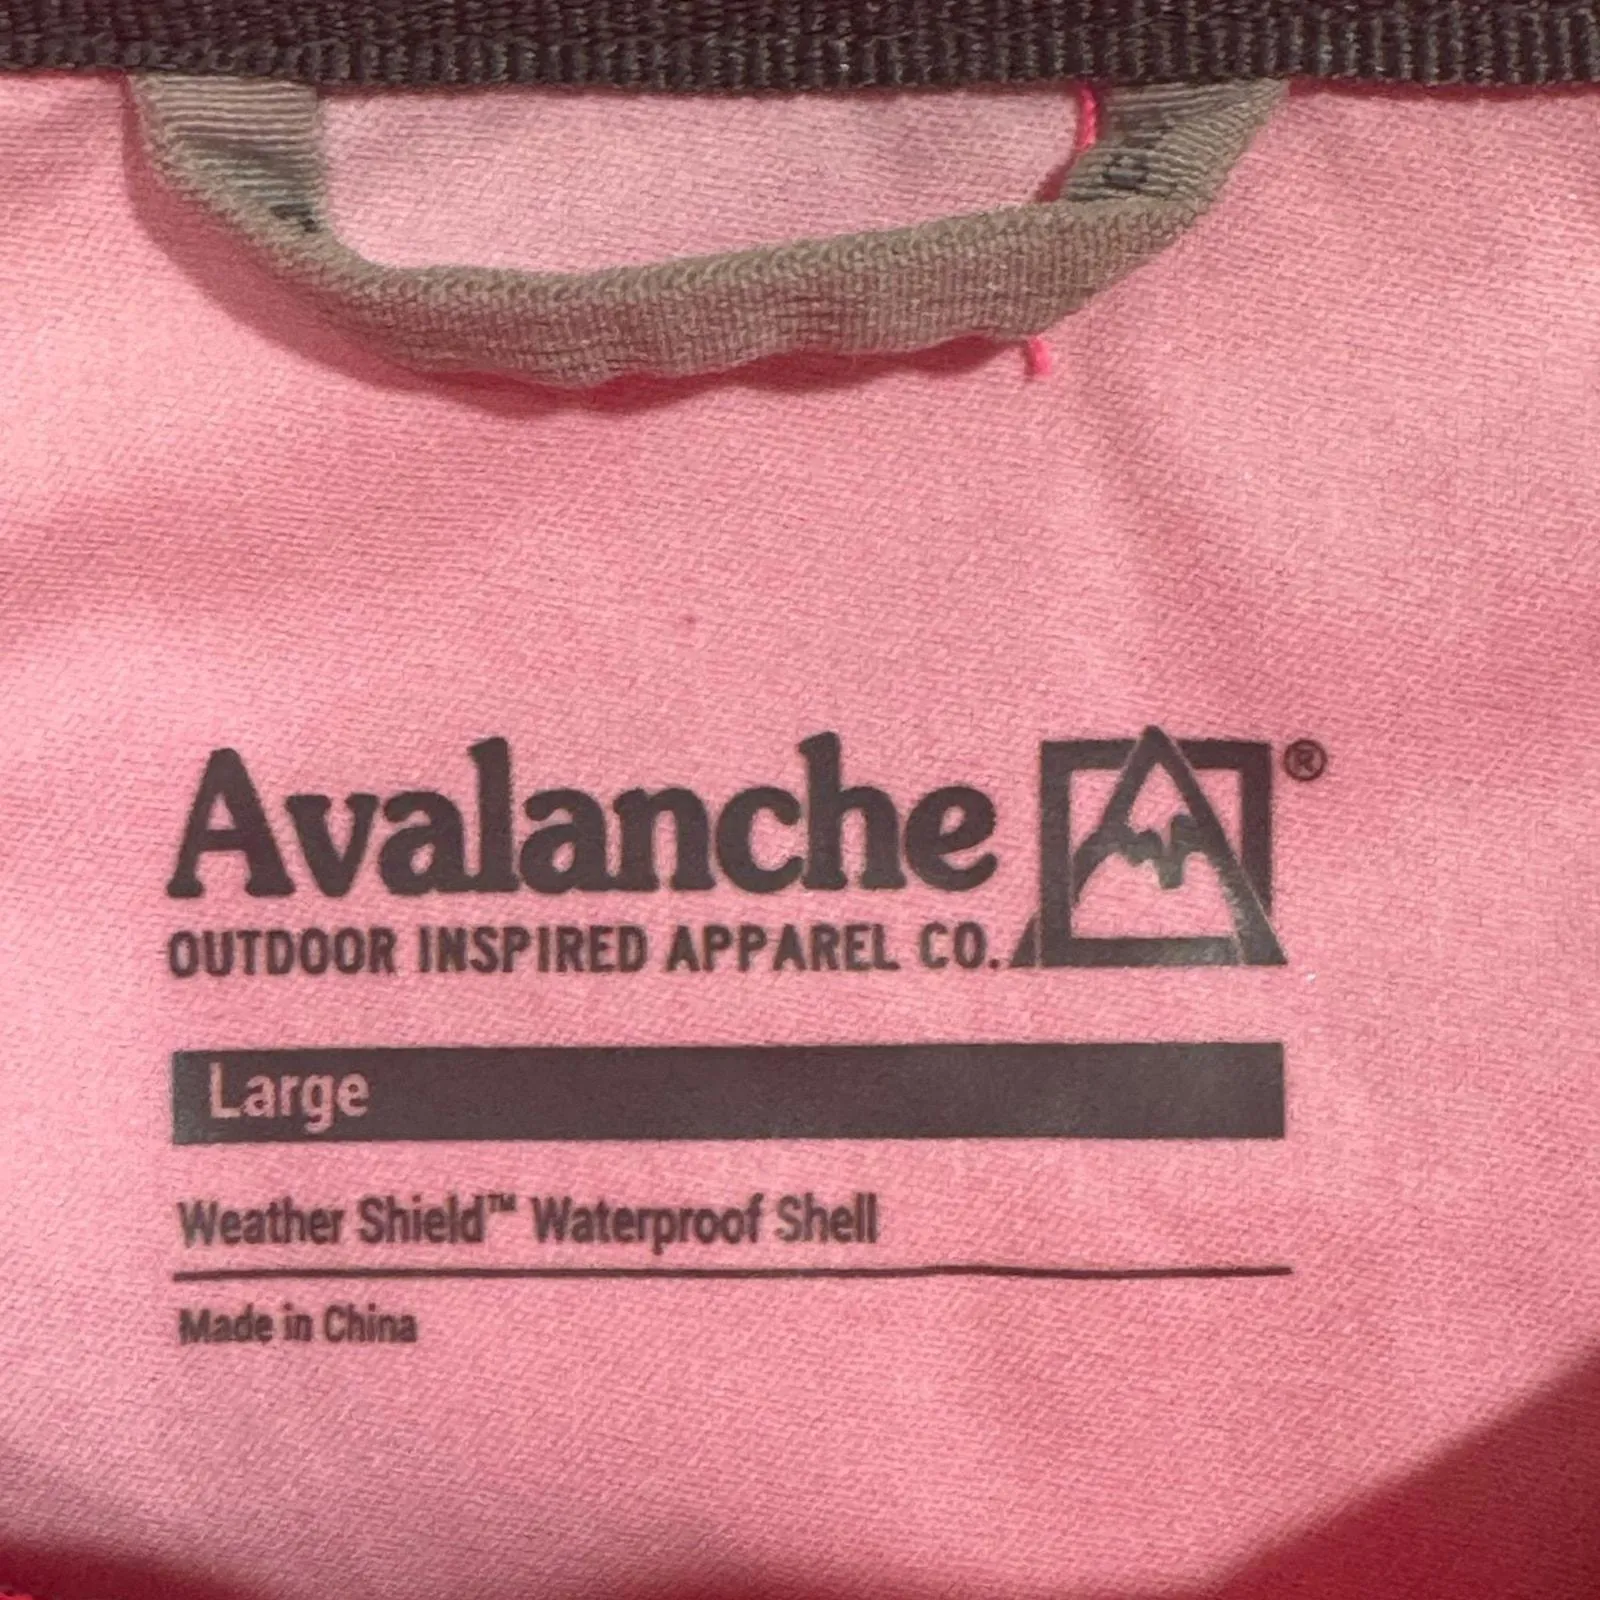 Avalanche ®
OUTDOOR INSPIRED APPAREL CO.
Large
Weather Shield™ Waterproof Shell
Made in China